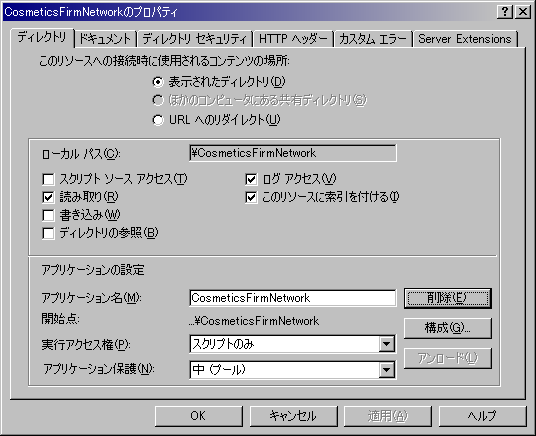 CosmeticsFirmNetworkのプロパティ
ディレクトリ ドキュメント ディレクトリ セキュリティ HTTP ヘッダー カスタム エラー Server Extensions
このリソースへの接続時に使用されるコンテンツの場所:
表示されたディレクトリ(D)
ほかのコンピュータにある共有ディレクトリ(S)
URL へのリダイレクト(U)
ローカル パス(C): ¥CosmeticsFirmNetwork
スクリプト ソース アクセス(T) ログ アクセス(V)
読み取り(R) このリソースに索引を付ける(I)
書き込み(W)
ディレクトリの参照(B)
アプリケーションの設定
アプリケーション名(M): CosmeticsFirmNetwork 削除(E)
開始点: ...¥CosmeticsFirmNetwork 構成(G)...
実行アクセス権(P): スクリプトのみ アンロード(L)
アプリケーション保護(N): 中 (プール)
OK キャンセル 適用(A) ヘルプ